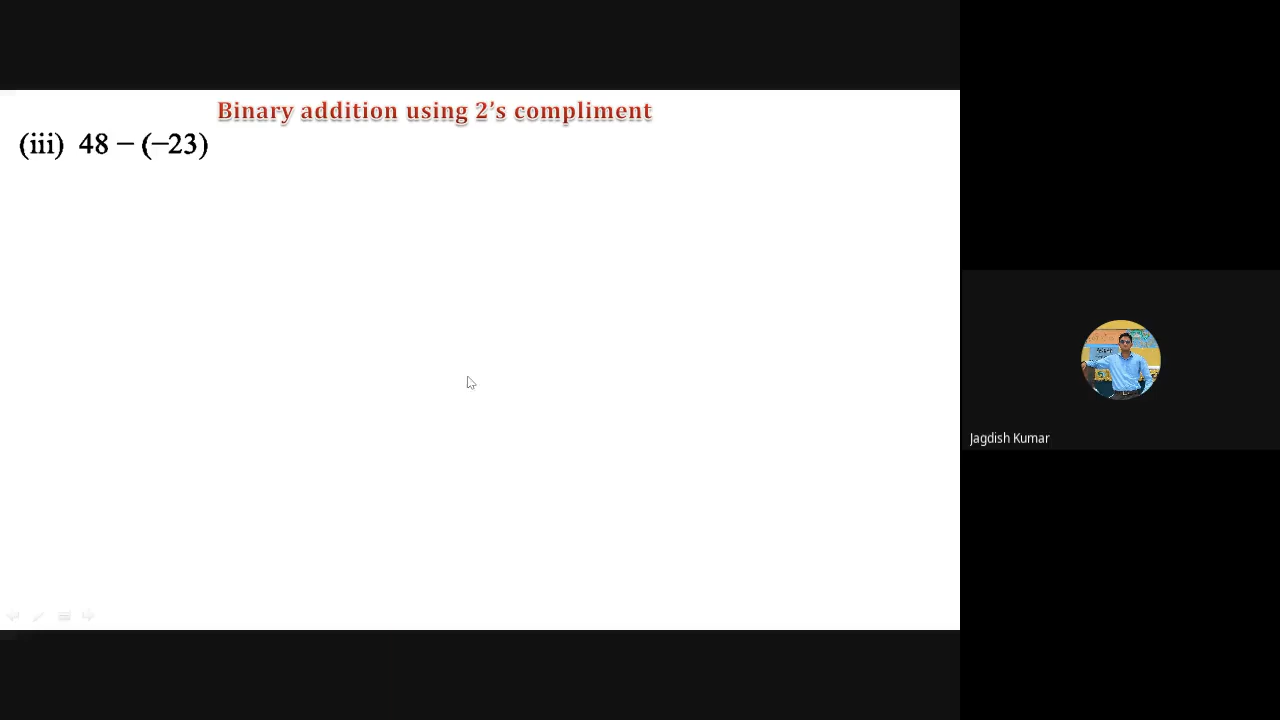 Binary addition using 2’s compliment
(iii) 48 − (−23)
Jagdish Kumar